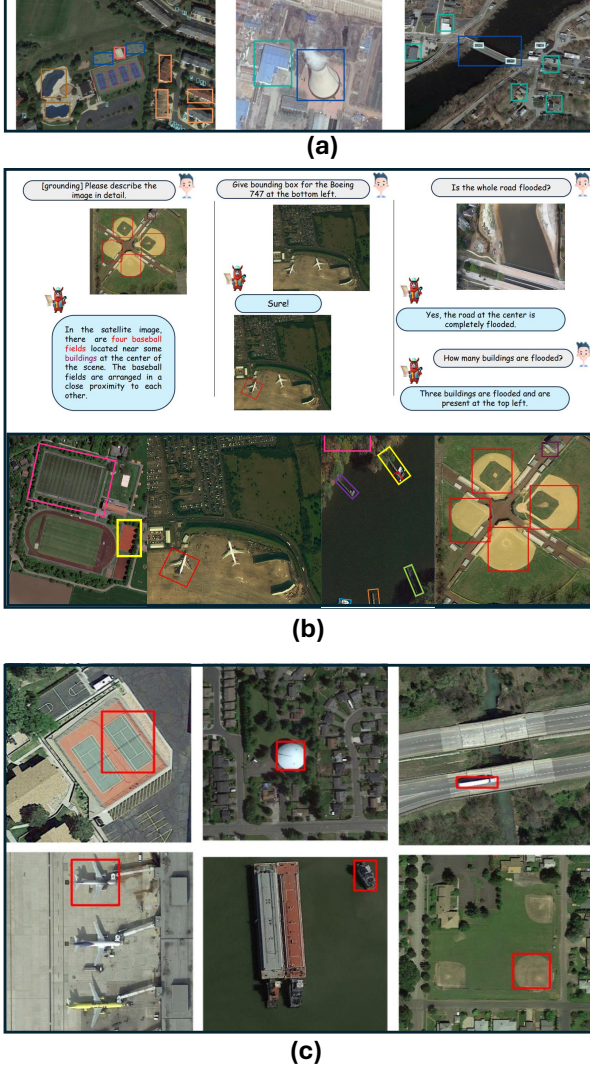 (a)
[grounding] Please describe the
image in detail.
In the satellite image,
there are four baseball
fields located near some
buildings at the center of
the scene. The baseball
fields are arranged in a
close proximity to each
other.
Give bounding box for the Boeing
747 at the bottom left.
Sure!
Is the whole road flooded?
Yes, the road at the center is
completely flooded.
How many buildings are flooded?
Three buildings are flooded and are
present at the top left.
(b)
(c)